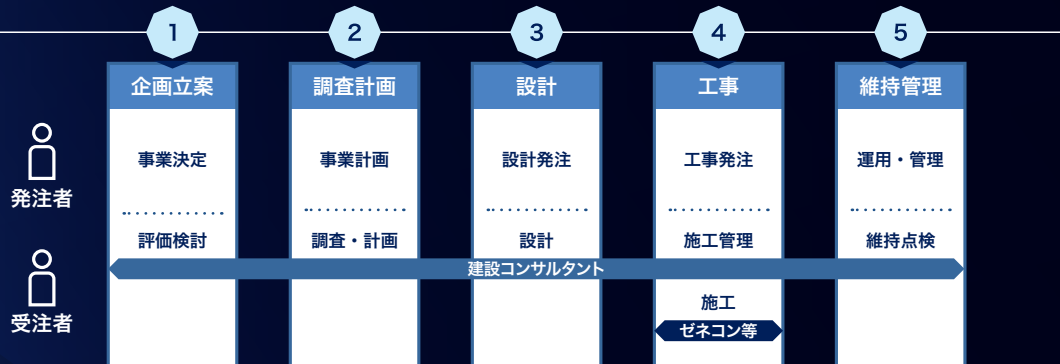 1
2
3
4
5
企画立案
調査計画
設計
工事
維持管理
発注者
事業決定
事業計画
設計発注
工事発注
運用・管理
受注者
評価検討
調査・計画
設計
施工管理
維持点検
建設コンサルタント
施工
ゼネコン等